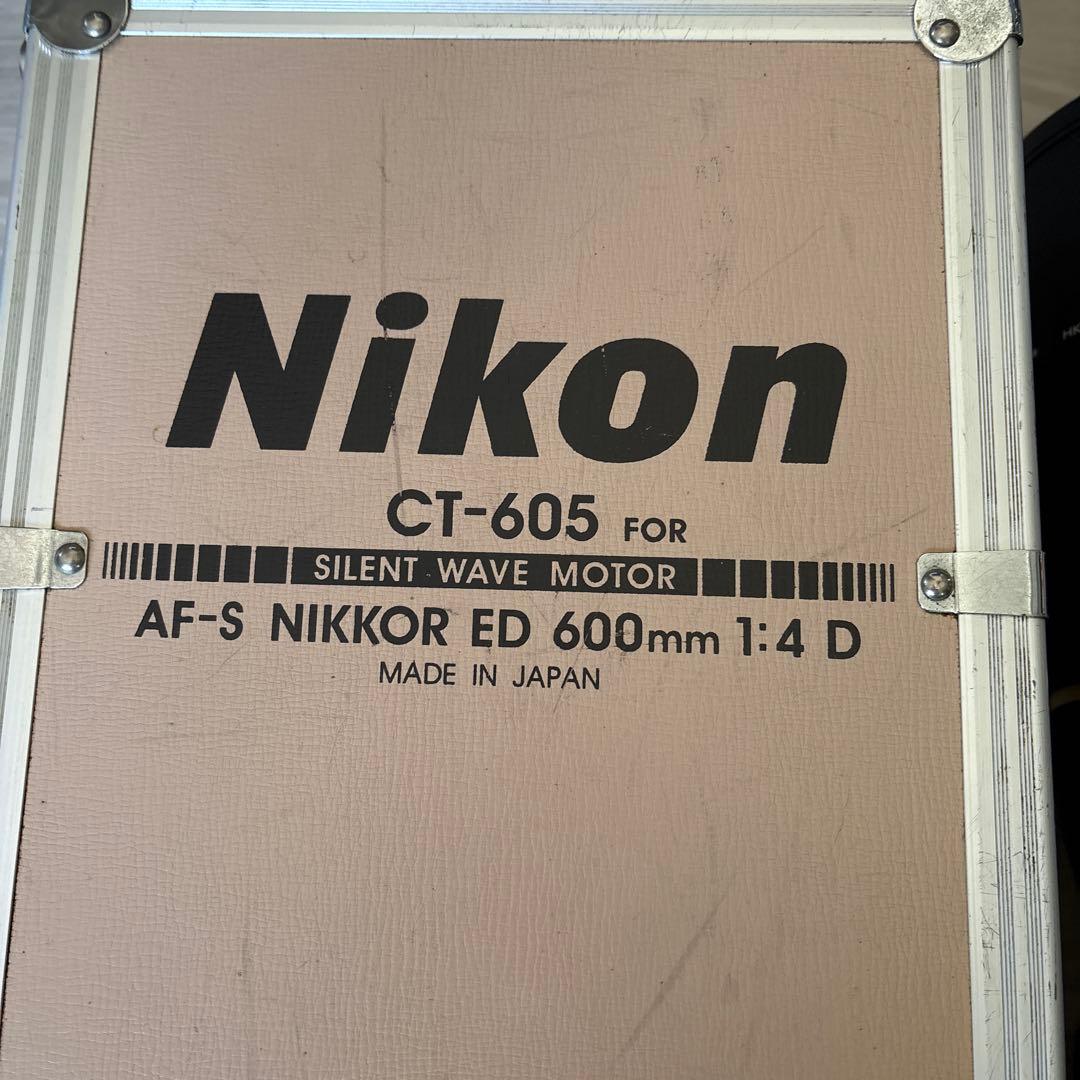 Nikon
CT-605 FOR
SILENT WAVE MOTOR
AF-S NIKKOR ED 600mm 1:4 D
MADE IN JAPAN